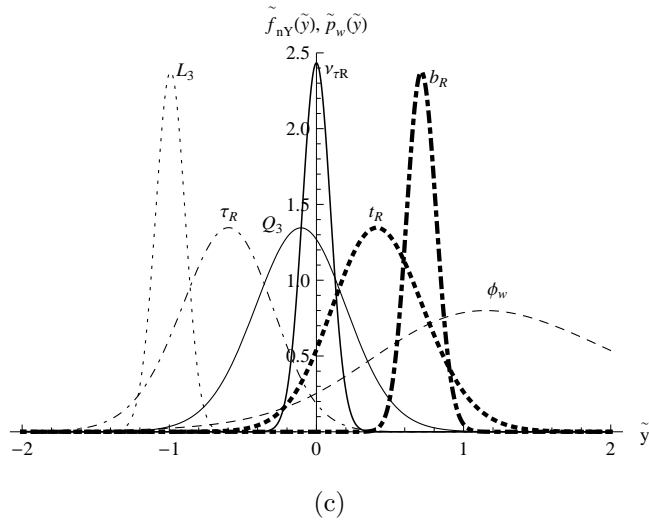 f̃nY(ỹ), p̃w(ỹ)
2.5
L3
ντR
bR
2.0
1.5
τR
Q3
tR
1.0
ϕw
0.5
−2
−1
0
1
2
ỹ
(c)